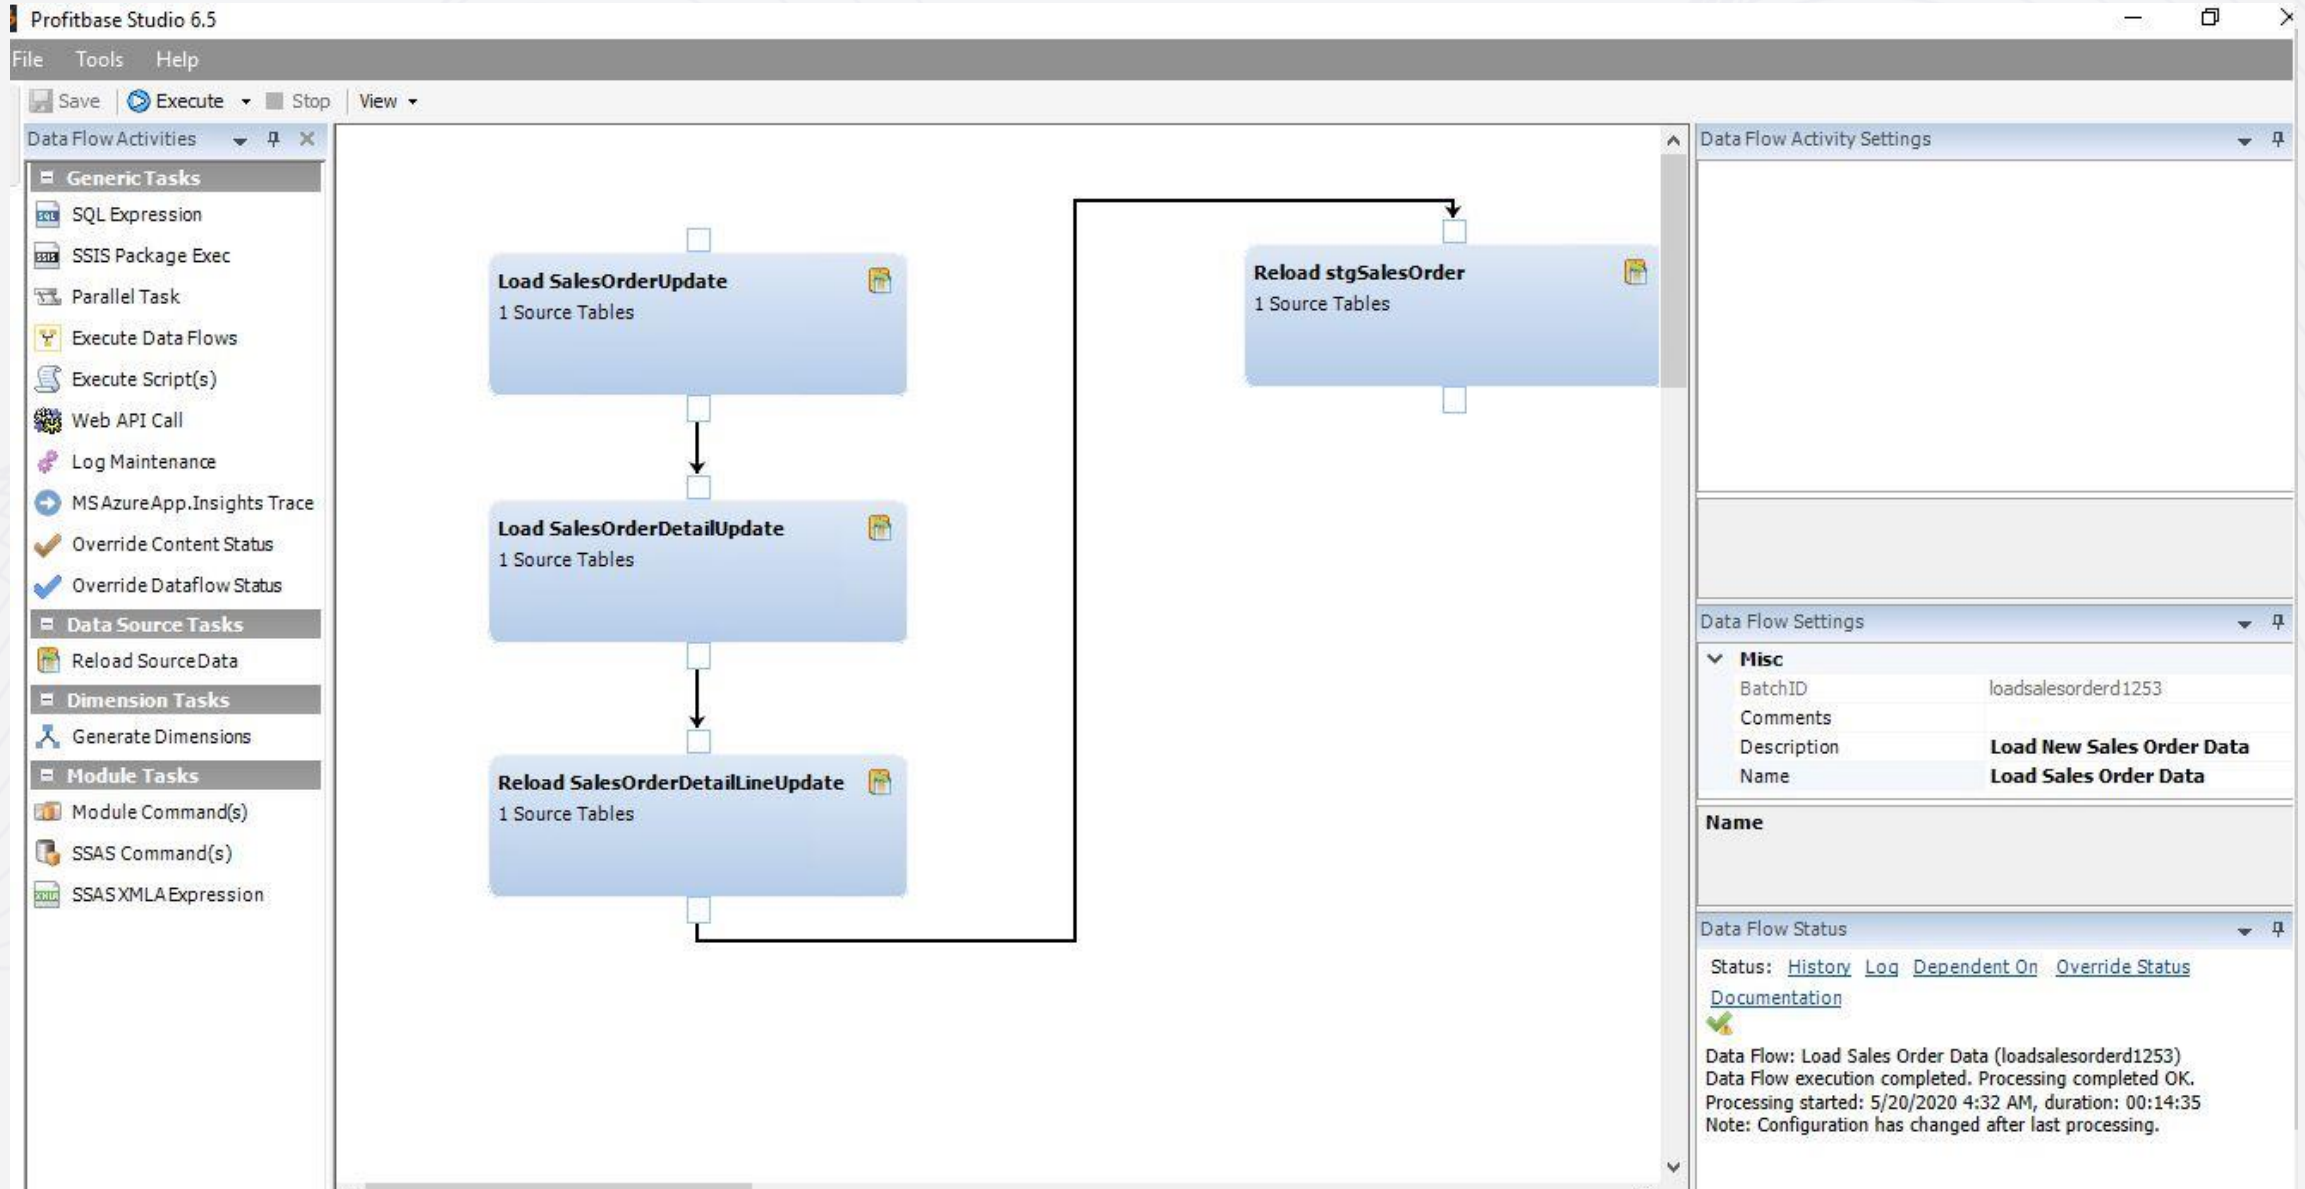 Profitbase Studio 6.5
File Tools Help
Save Execute Stop View
Data Flow Activities
Generic Tasks
SQL Expression
SSIS Package Exec
Parallel Task
Execute Data Flows
Execute Script(s)
Web API Call
Log Maintenance
MS Azure App.Insights Trace
Override Content Status
Override Dataflow Status
Data Source Tasks
Reload Source Data
Dimension Tasks
Generate Dimensions
Module Tasks
Module Command(s)
SSAS Command(s)
SSAS XMLA Expression
Load SalesOrderUpdate
1 Source Tables
Load SalesOrderDetailUpdate
1 Source Tables
Reload SalesOrderDetailLineUpdate
1 Source Tables
Reload stgSalesOrder
1 Source Tables
Data Flow Activity Settings
Data Flow Settings
Misc
BatchID loadsalesorderd1253
Comments
Description Load New Sales Order Data
Name Load Sales Order Data
Name
Data Flow Status
Status: History Log Dependent On Override Status
Documentation
Data Flow: Load Sales Order Data (loadsalesorderd1253)
Data Flow execution completed. Processing completed OK.
Processing started: 5/20/2020 4:32 AM, duration: 00:14:35
Note: Configuration has changed after last processing.